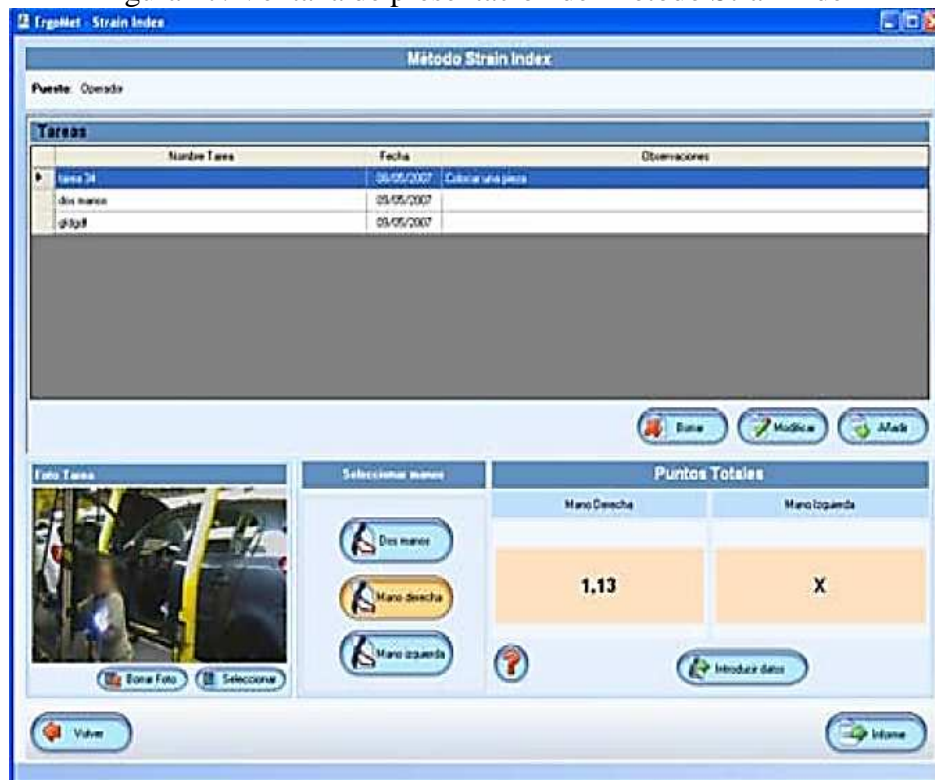 ErgoMet - Strain Index
Método Strain Index
Puesto: Operador
Tareas
Nombre Tarea Fecha Observaciones
tarea 34 08/05/2007 Colocar una pieza
dos manos 09/05/2007
09/05/2007
Borrar Modificar Añadir
Foto Tarea Seleccionar manos Puntos Totales
Mano Derecha Mano Izquierda
Dos manos
1,13 X
Mano derecha
Mano izquierda
Borrar Foto Seleccionar Introducir datos
Volver Informe